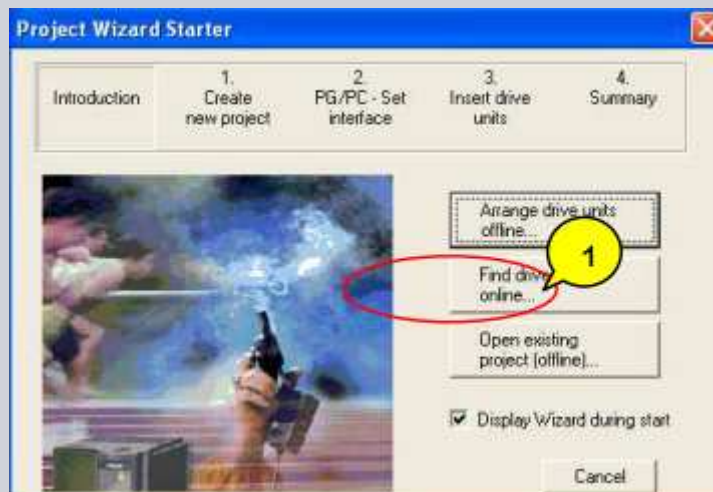 Project Wizard Starter
Introduction
1.
Create
new project
2.
PG/PC - Set
interface
3.
Insert drive
units
4.
Summary
Arrange drive units
offline...
1
Find drive
online...
Open existing
project (offline)...
Display Wizard during start
Cancel